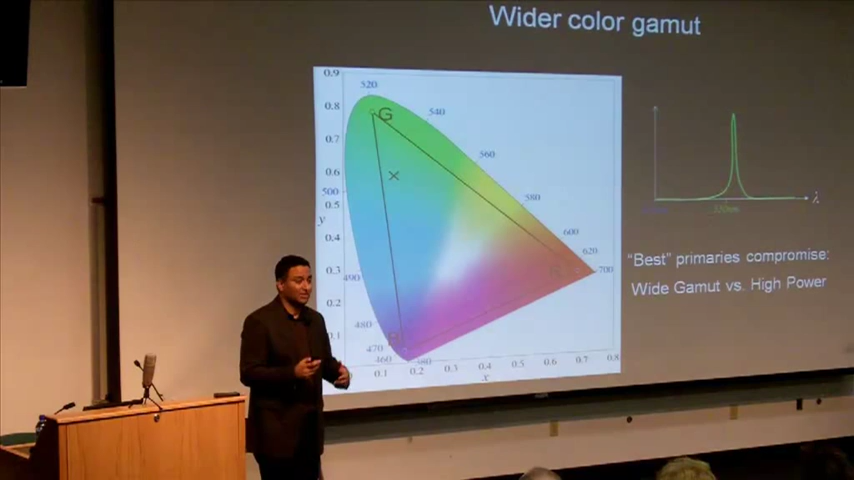 Wider color gamut
0.9
520
0.8
G
540
0.7
560
0.6
500
580
0.5
y
600
0.4
620
0.3
490
700
0.2
480
0.1
470
460
380
0.1 0.2 0.3 0.4 0.5 0.6 0.7 0.8
x
λ
"Best" primaries compromise:
Wide Gamut vs. High Power